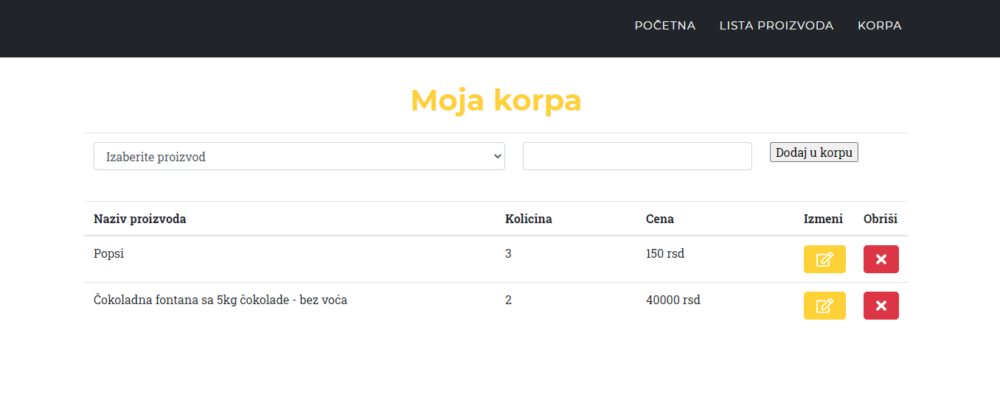 POČETNA LISTA PROIZVODA KORPA
Moja korpa
Izaberite proizvod Dodaj u korpu
Naziv proizvoda Kolicina Cena Izmeni Obriši
Popsi 3 150 rsd
Čokoladna fontana sa 5kg čokolade - bez voća 2 40000 rsd